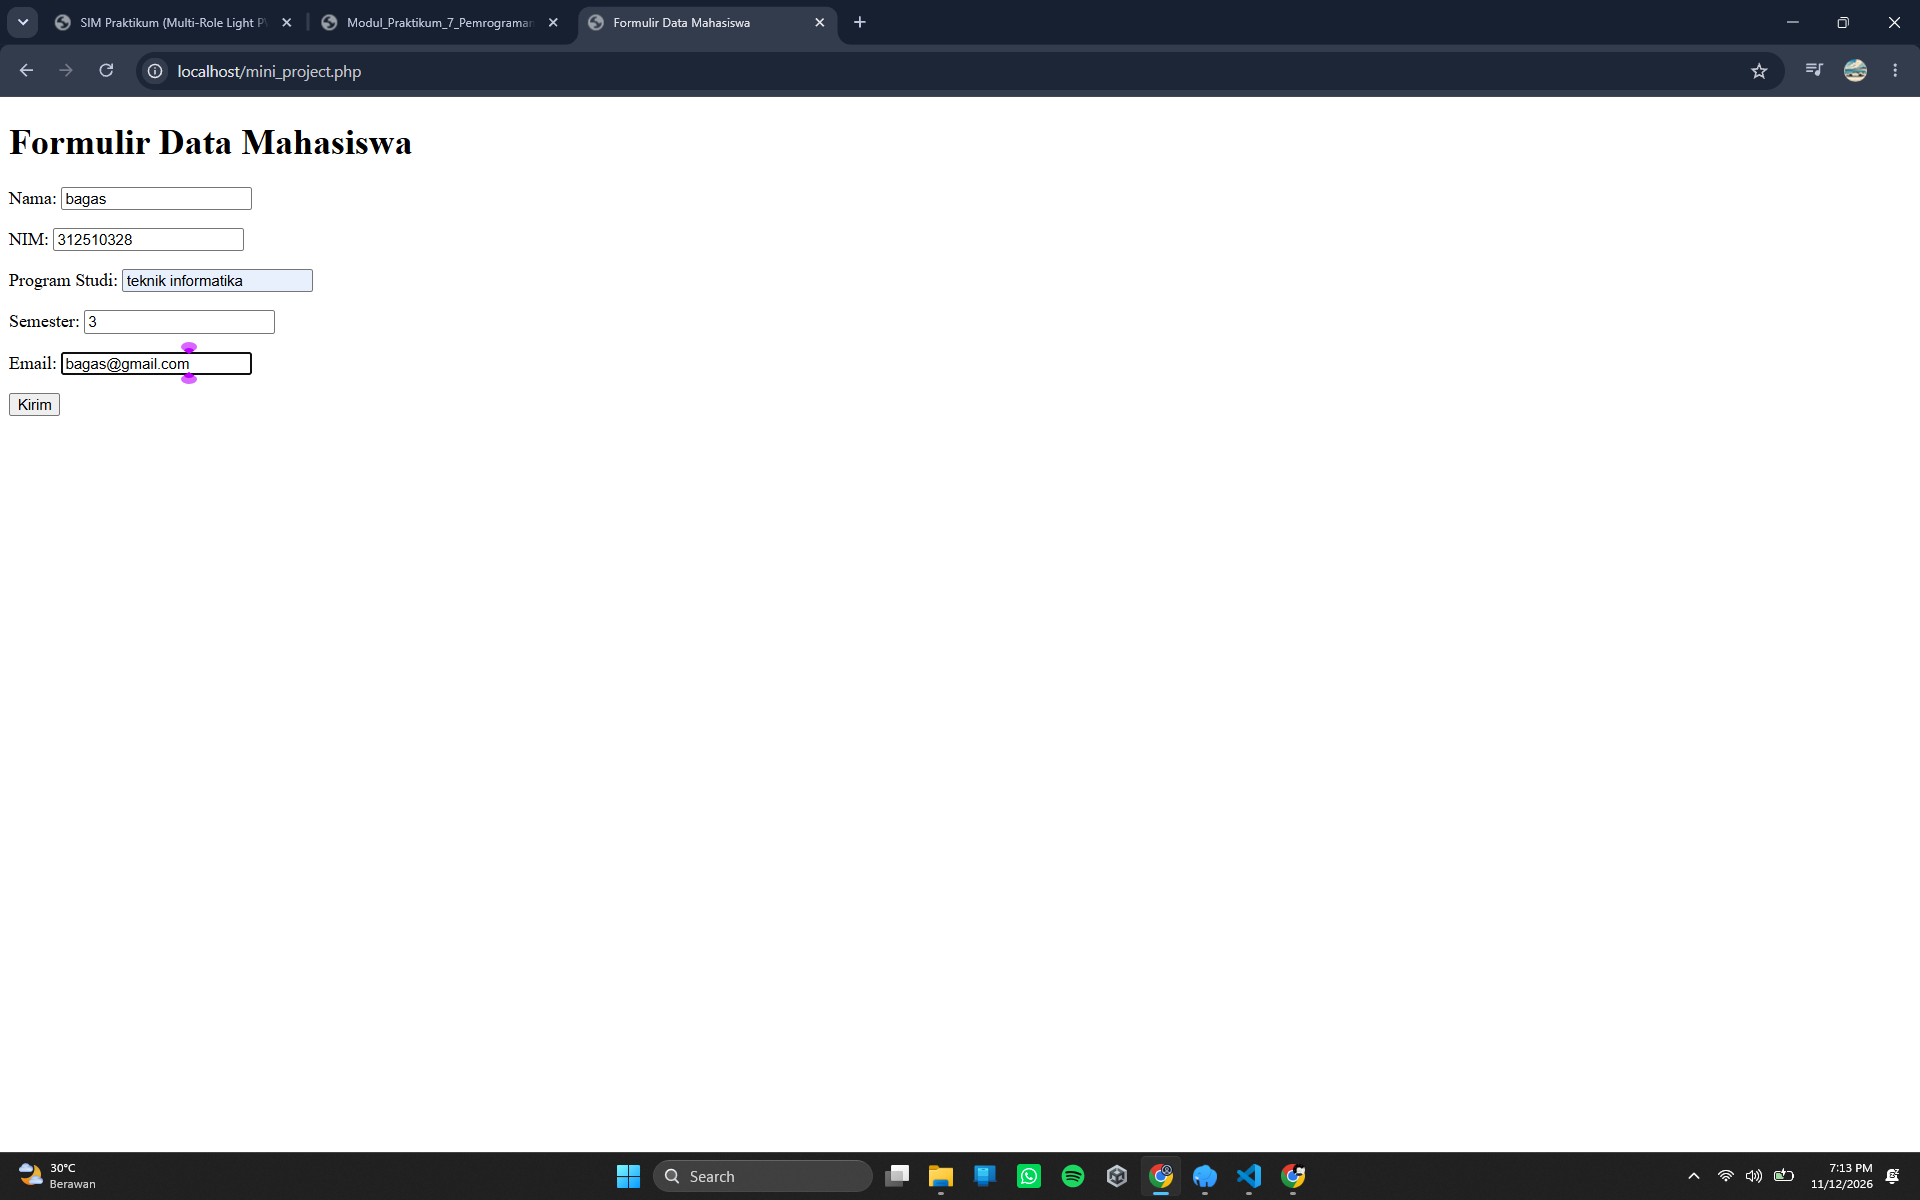 SIM Praktikum (Multi-Role Light P
Modul_Praktikum_7_Pemrograman
Formulir Data Mahasiswa
localhost/mini_project.php
Formulir Data Mahasiswa
Nama: bagas
NIM: 312510328
Program Studi: teknik informatika
Semester: 3
Email: bagas@gmail.com
Kirim
30°C
Berawan
Search
7:13 PM
11/12/2026